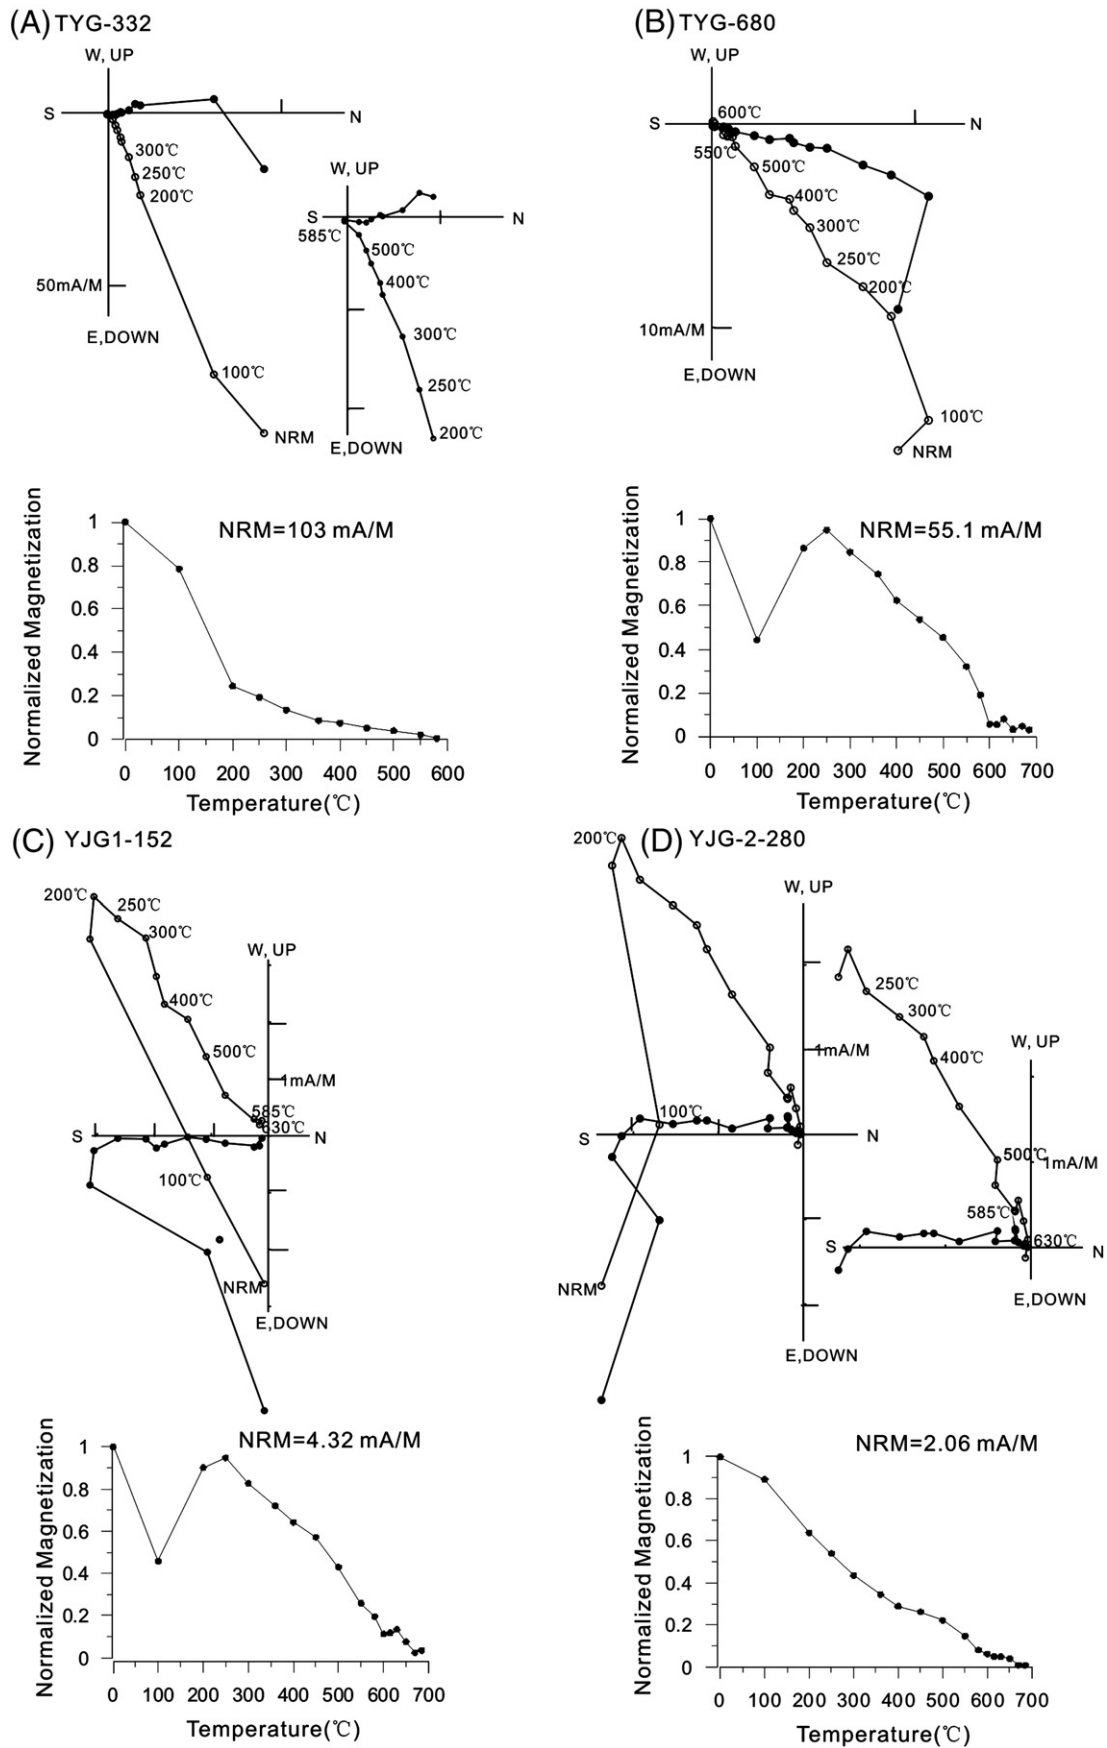 (A) TYG-332
W, UP
S
N
300℃
250℃
200℃
50mA/M
E,DOWN
100℃
NRM
W, UP
S
N
585℃
500℃
400℃
300℃
250℃
200℃
E,DOWN
(B) TYG-680
W, UP
600℃
S
N
550℃
500℃
400℃
300℃
250℃
200℃
10mA/M
E,DOWN
100℃
NRM
Normalized Magnetization
NRM=103 mA/M
1
0.8
0.6
0.4
0.2
0
0 100 200 300 400 500 600
Temperature(℃)
Normalized Magnetization
NRM=55.1 mA/M
1
0.8
0.6
0.4
0.2
0
0 100 200 300 400 500 600 700
Temperature(℃)
(C) YJG1-152
200℃
250℃
300℃
W, UP
400℃
500℃
1mA/M
585℃
630℃
S
N
100℃
NRM
E,DOWN
(D) YJG-2-280
200℃
W, UP
1mA/M
100℃
S
N
NRM
E,DOWN
250℃
300℃
W, UP
400℃
500℃
1mA/M
585℃
630℃
S
N
E,DOWN
Normalized Magnetization
NRM=4.32 mA/M
1
0.8
0.6
0.4
0.2
0
0 100 200 300 400 500 600 700
Temperature(℃)
Normalized Magnetization
NRM=2.06 mA/M
1
0.8
0.6
0.4
0.2
0
0 100 200 300 400 500 600 700
Temperature(℃)